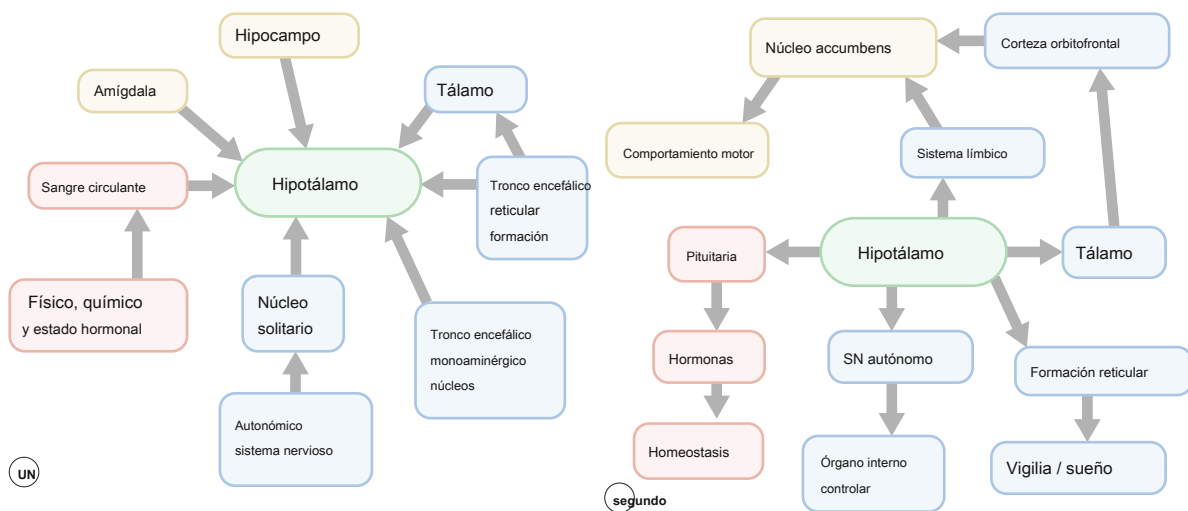 Hipocampo
Amígdala
Tálamo
Hipotálamo
Sangre circulante
Tronco encefálico
reticular
formación
Físico, químico
y estado hormonal
Núcleo
solitario
Tronco encefálico
monoaminérgico
núcleos
Autonómico
sistema nervioso
UN
Núcleo accumbens
Corteza orbitofrontal
Comportamiento motor
Sistema límbico
Pituitaria
Hipotálamo
Tálamo
Hormonas
SN autónomo
Formación reticular
Homeostasis
Órgano interno
controlar
Vigilia / sueño
segundo